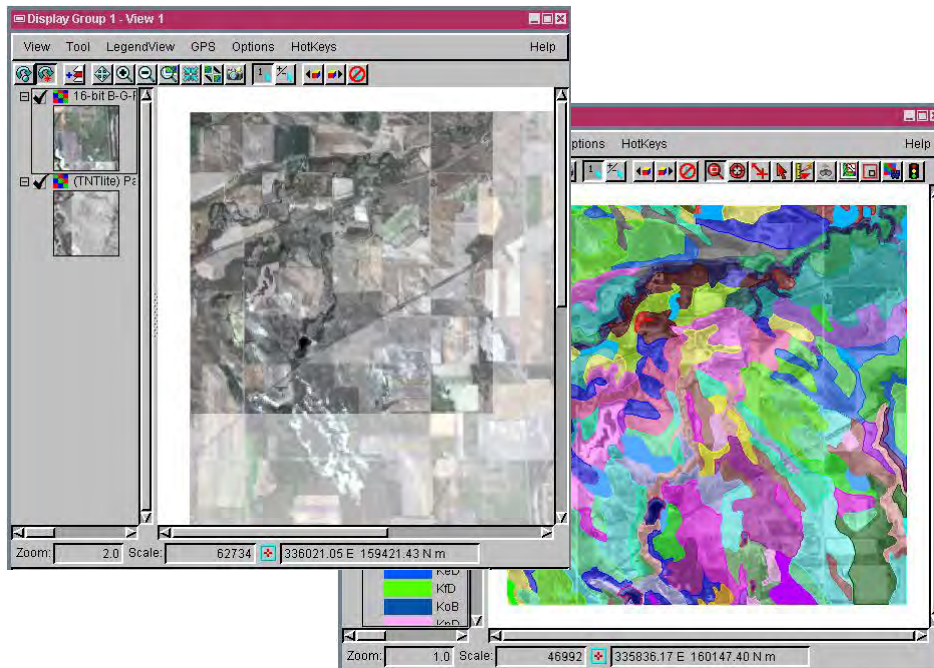 Display Group 1 - View 1
View Tool LegendView GPS Options HotKeys Help
16-bit B-G-
(TNTlite) Pa
Zoom: 2.0 Scale: 62734 336021.05 E 159421.43 N m
ptions HotKeys Help
KeD
KfD
KoB
Zoom: 1.0 Scale: 46992 335836.17 E 160147.40 N m